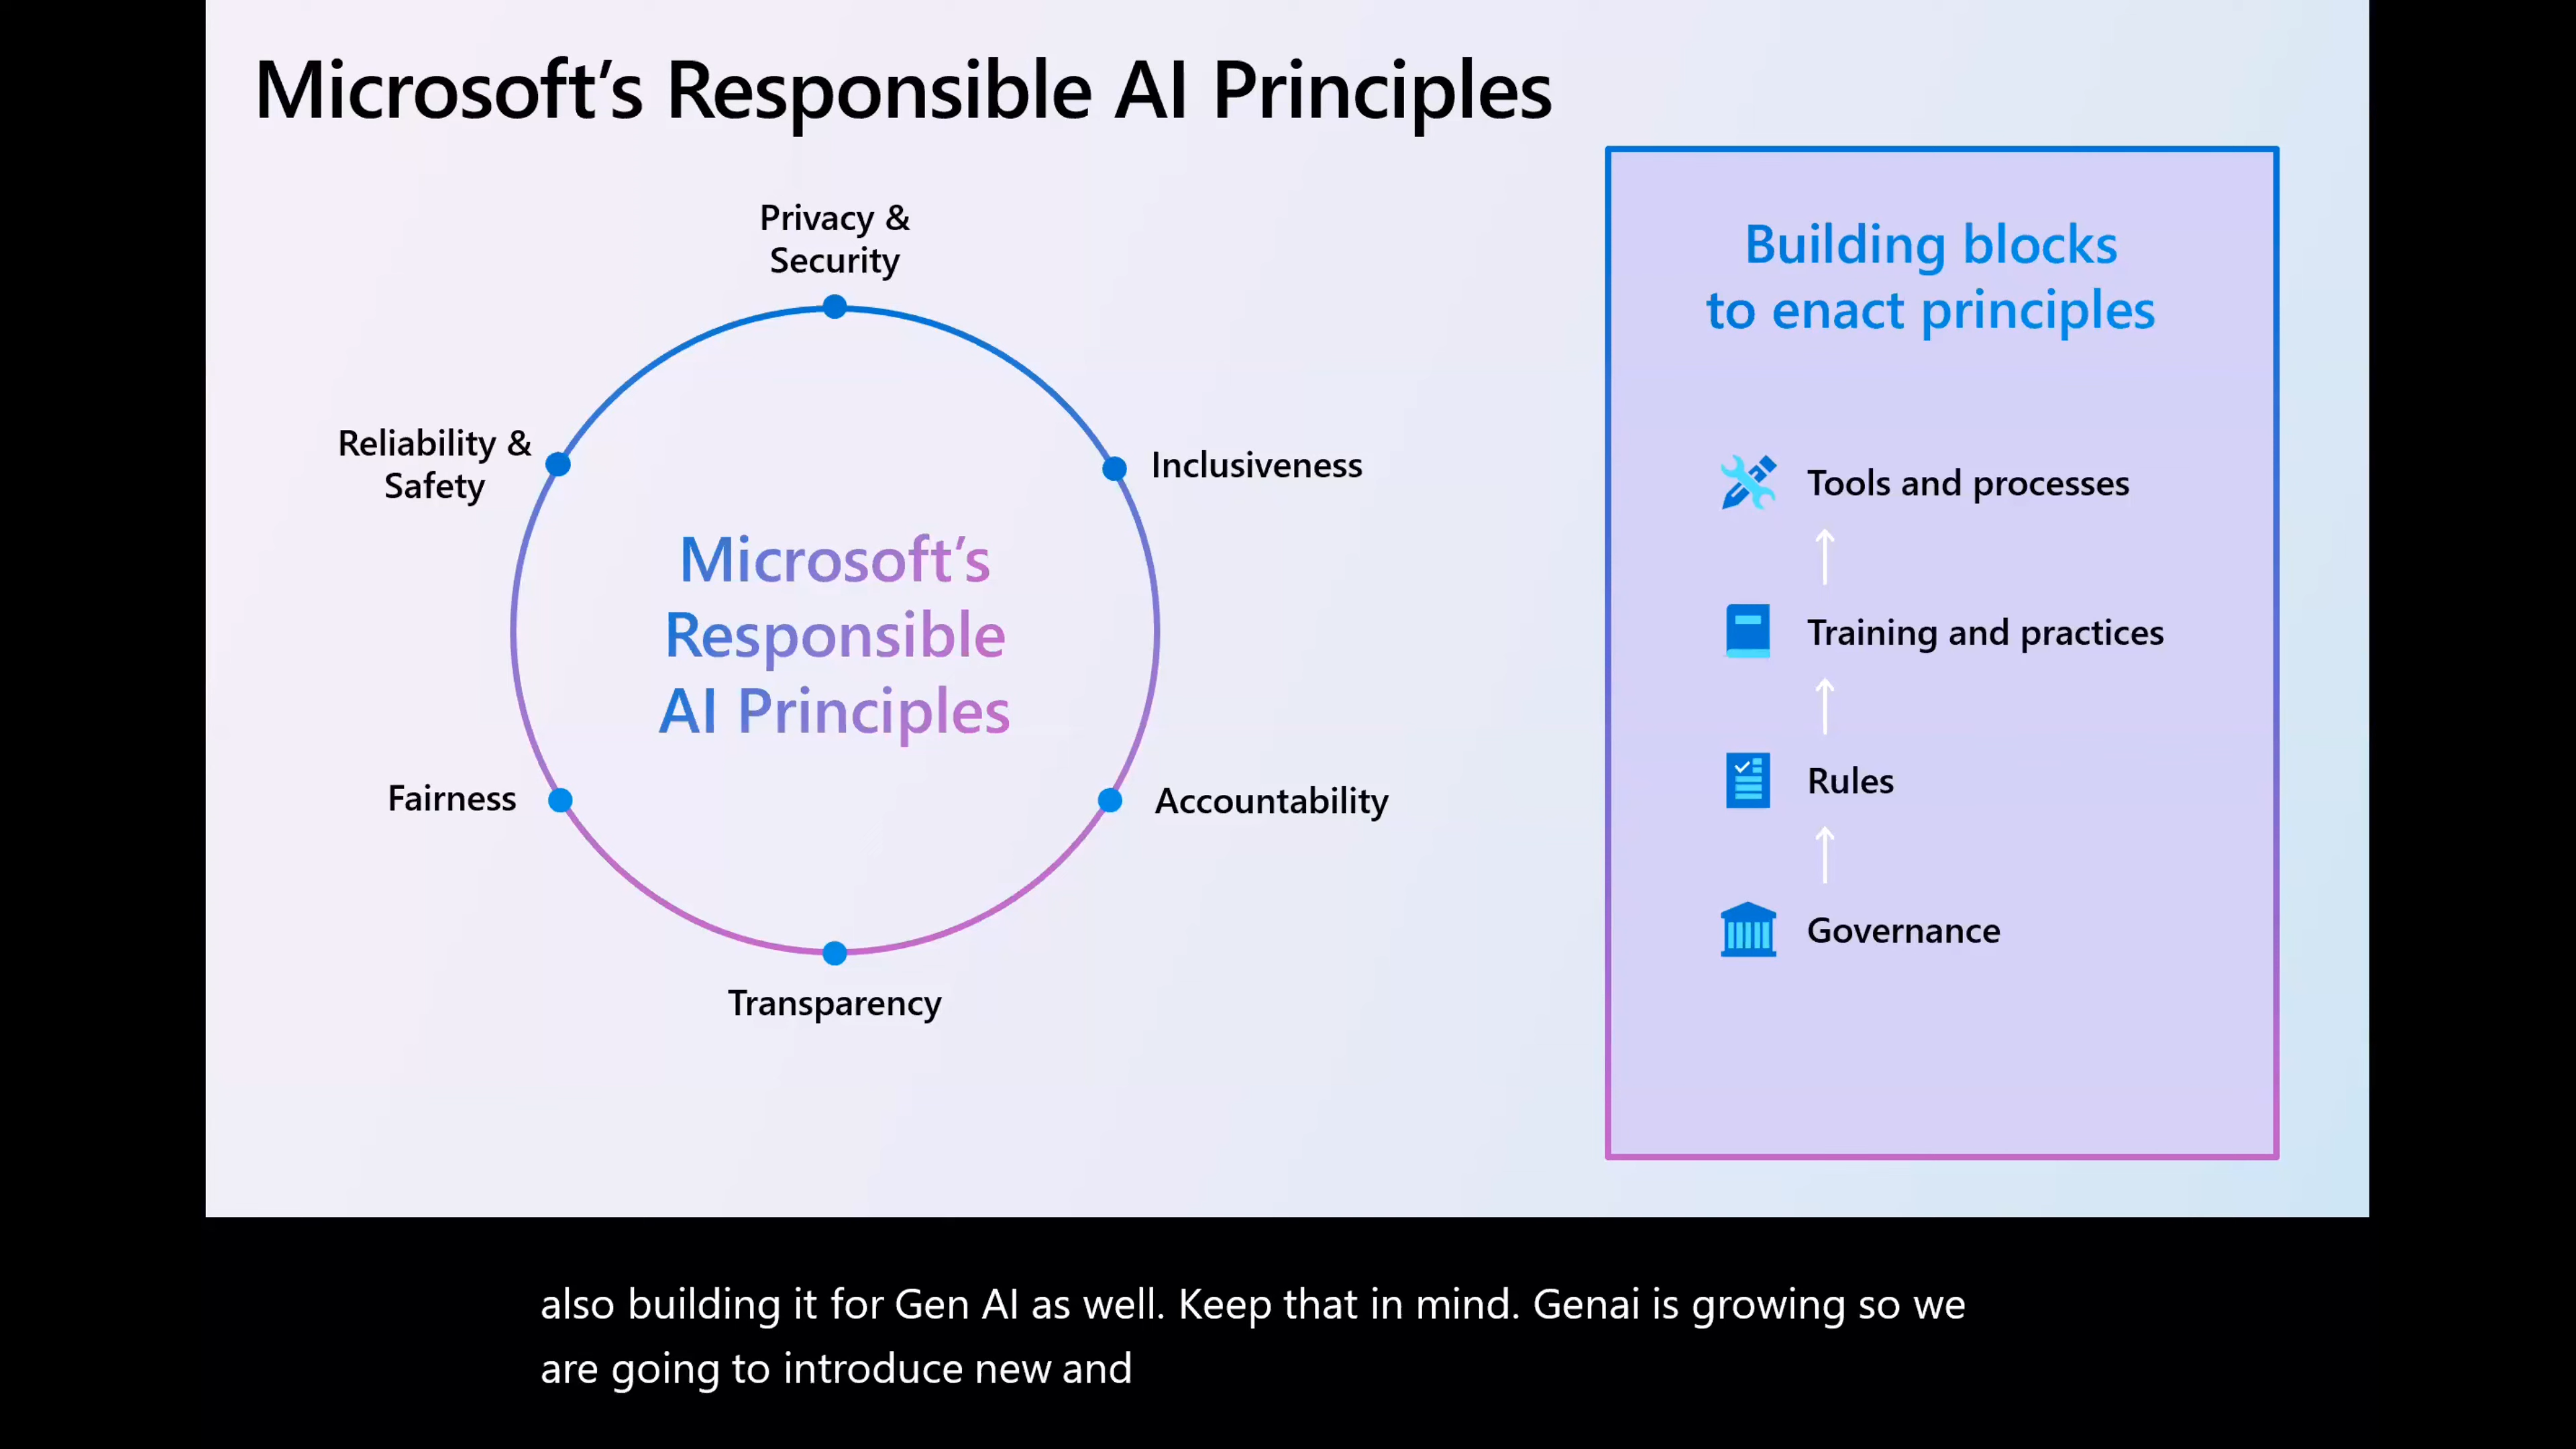 Microsoft’s Responsible AI Principles
Privacy &
Security
Reliability &
Safety
Inclusiveness
Microsoft’s
Responsible
AI Principles
Fairness
Accountability
Transparency
Building blocks
to enact principles
Tools and processes
Training and practices
Rules
Governance
also building it for Gen AI as well. Keep that in mind. Genai is growing so we
are going to introduce new and